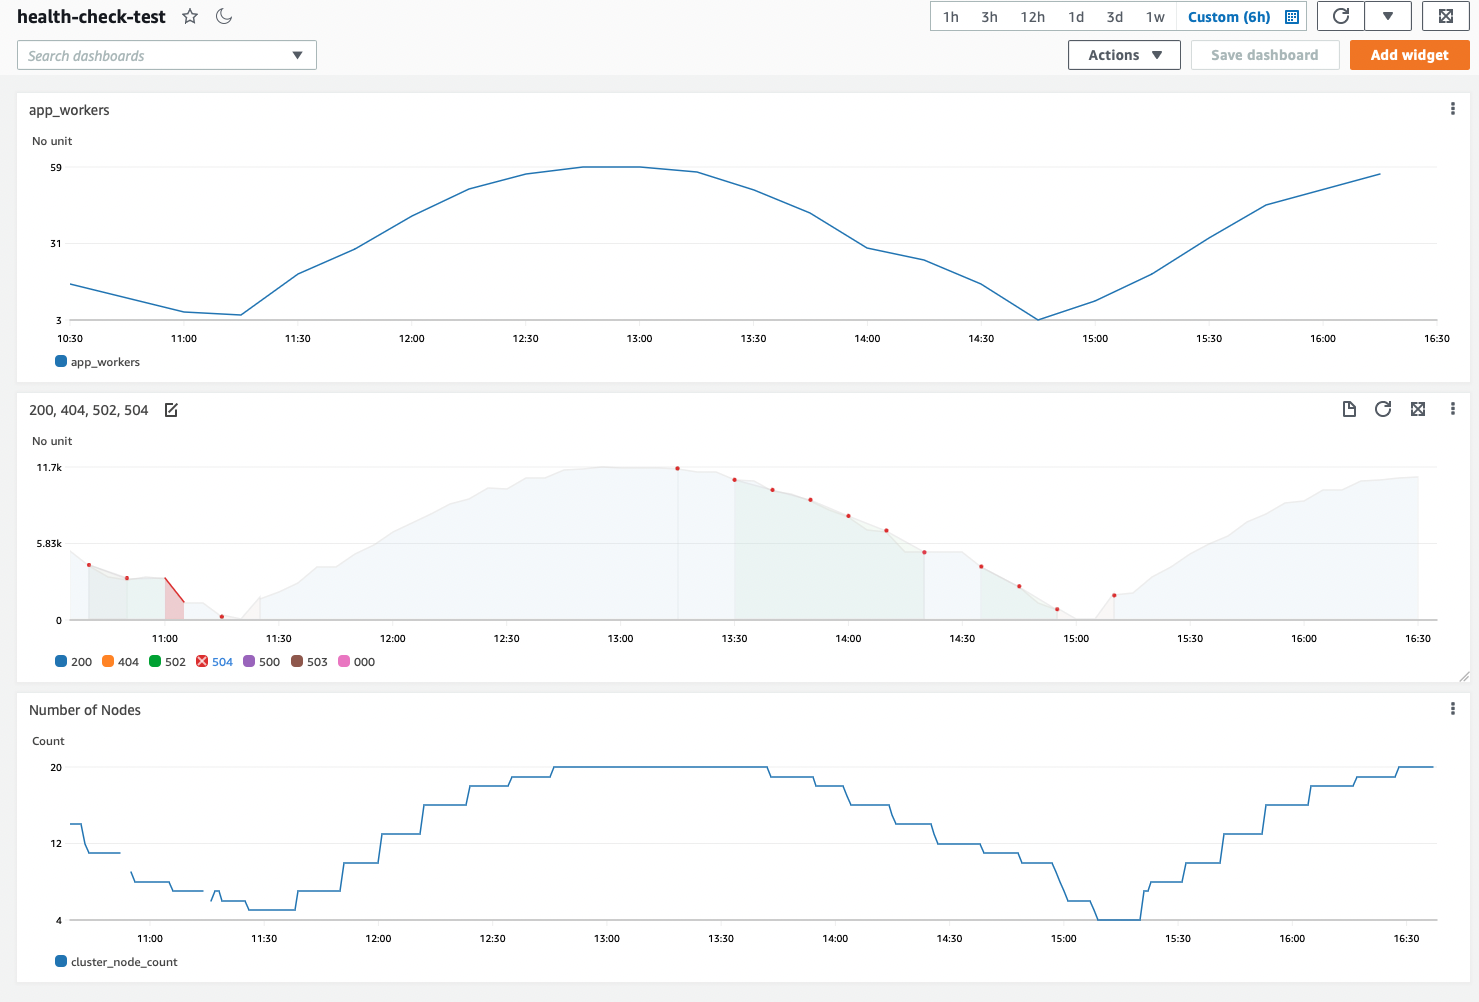 health-check-test
1h 3h 12h 1d 3d 1w Custom (6h)
Search dashboards
Actions Save dashboard Add widget
app_workers
No unit
59
31
3
10:30 11:00 11:30 12:00 12:30 13:00 13:30 14:00 14:30 15:00 15:30 16:00 16:30
app_workers
200, 404, 502, 504
No unit
11.7k
5.83k
0
11:00 11:30 12:00 12:30 13:00 13:30 14:00 14:30 15:00 15:30 16:00 16:30
200 404 502 504 500 503 000
Number of Nodes
Count
20
12
4
11:00 11:30 12:00 12:30 13:00 13:30 14:00 14:30 15:00 15:30 16:00 16:30
cluster_node_count